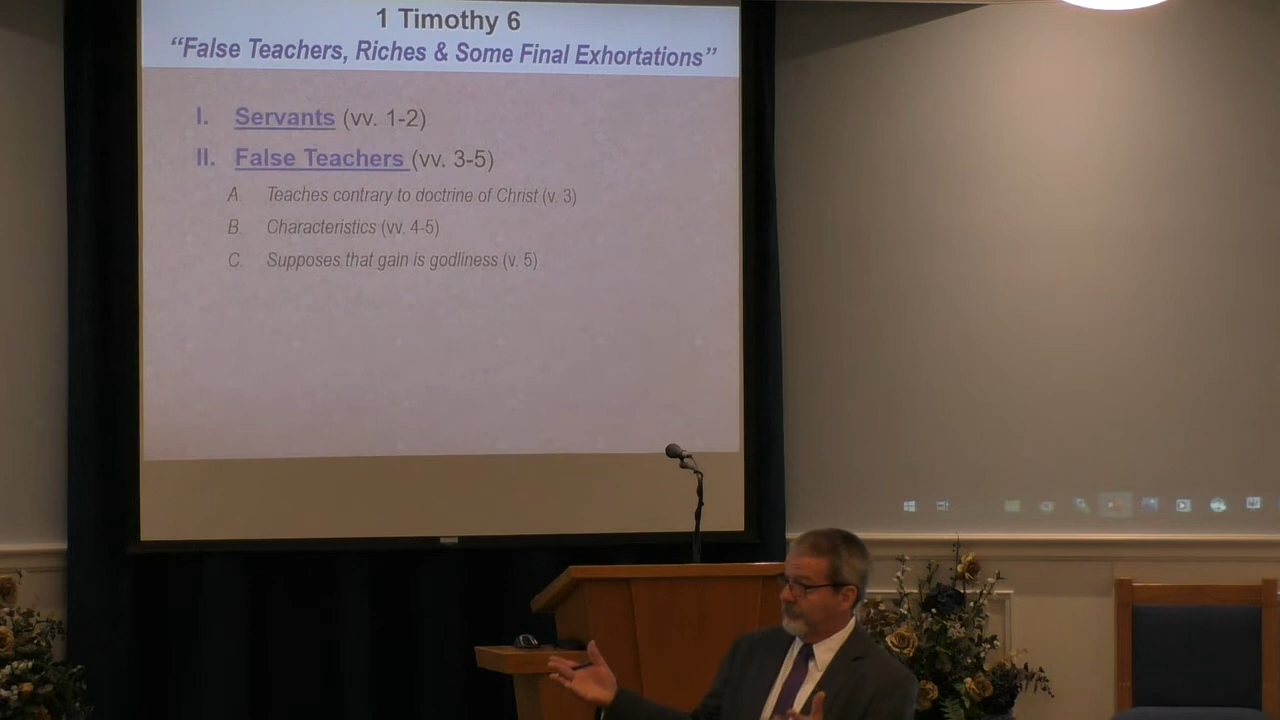 1 Timothy 6
“False Teachers, Riches & Some Final Exhortations”
I. Servants (vv. 1-2)
II. False Teachers (vv. 3-5)
A. Teaches contrary to doctrine of Christ (v. 3)
B. Characteristics (vv. 4-5)
C. Supposes that gain is godliness (v. 5)